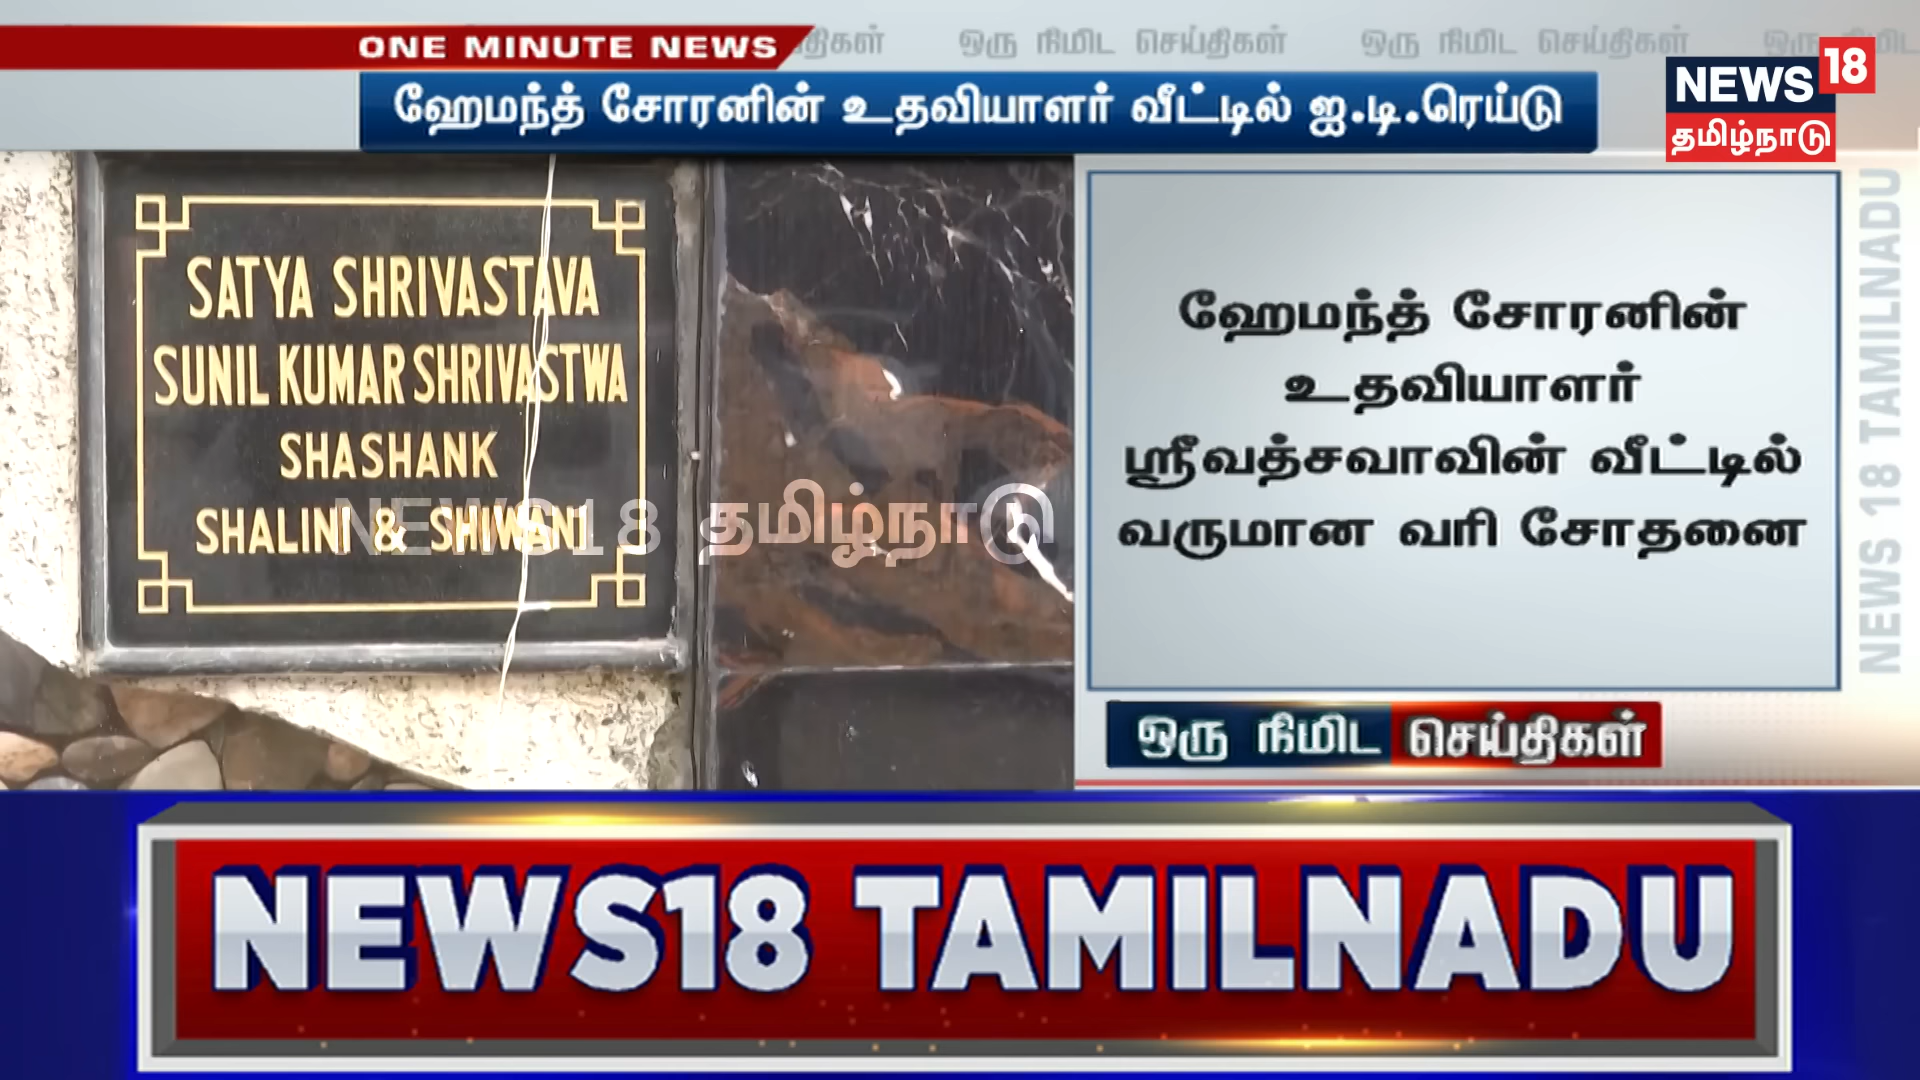 ONE MINUTE NEWS
ஒரு நிமிட செய்திகள் ஒரு நிமிட செய்திகள்
NEWS 18
தமிழ்நாடு
ஹேமந்த் சோரனின் உதவியாளர் வீட்டில் ஐ.டி.ரெய்டு
SATYA SHRIVASTAVA
SUNIL KUMAR SHRIVASTWA
SHASHANK
SHALINI & SHIWANI
NEWS18 தமிழ்நாடு
ஹேமந்த் சோரனின்
உதவியாளர்
ஸ்ரீவத்சவாவின் வீட்டில்
வருமான வரி சோதனை
NEWS 18 TAMILNADU
ஒரு நிமிட செய்திகள்
NEWS18 TAMILNADU